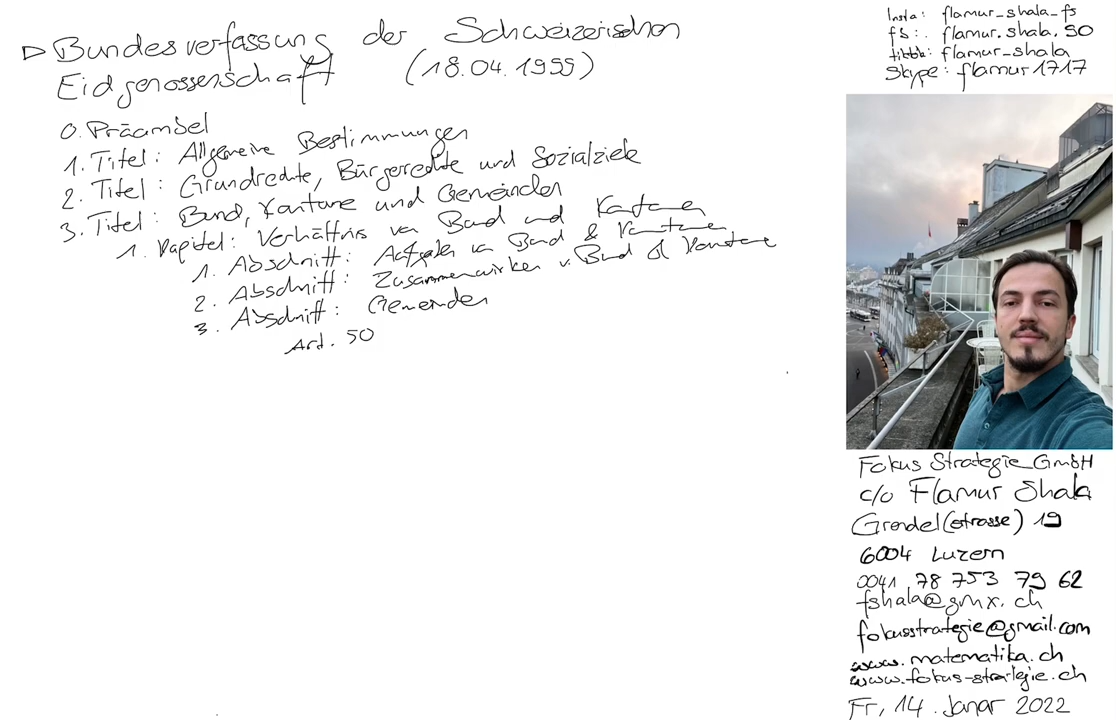 ▷ Bundesverfassung der Schweizerischen
Eidgenossenschaft (18.04.1999)
0. Präambel
1. Titel: Allgemeine Bestimmungen
2. Titel: Grundrechte, Bürgerrechte und Sozialziele
3. Titel: Bund, Kantone und Gemeinden
1. Kapitel: Verhältnis von Bund und Kantonen
1. Abschnitt: Aufgaben von Bund & Kantone
2. Abschnitt: Zusammenwirken v. Bund & Kantone
3. Abschnitt: Gemeinden
Art. 50
Insta: flamur_shala_fs
fs:. flamur.shala.50
tiktok: flamur_shala
Skype: flamur1717
Fokus Strategie GmbH
c/o Flamur Shala
Grendel(strasse) 19
6004 Luzern
0041 78 753 79 62
fshala@gmx.ch
fokusstrategie@gmail.com
www.matematika.ch
www.fokus-strategie.ch
Fr, 14. Janar 2022